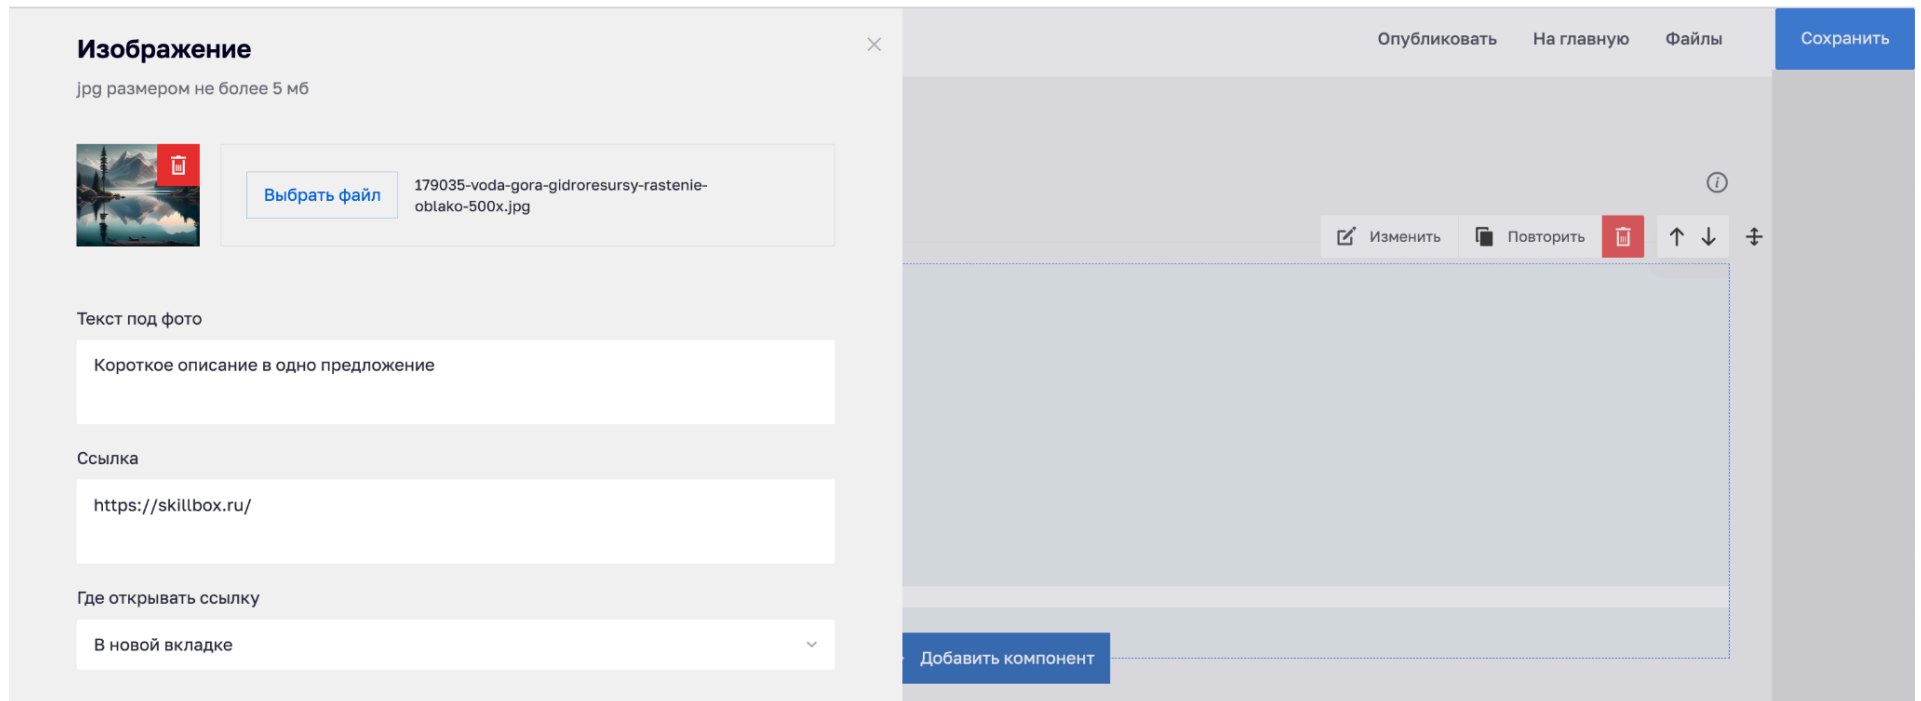 Изображение
jpg размером не более 5 мб
Выбрать файл
179035-voda-gora-gidroresursy-rastenie-
oblako-500x.jpg
Текст под фото
Короткое описание в одно предложение
Ссылка
https://skillbox.ru/
Где открывать ссылку
В новой вкладке
Опубликовать На главную Файлы Сохранить
Изменить Повторить
Добавить компонент